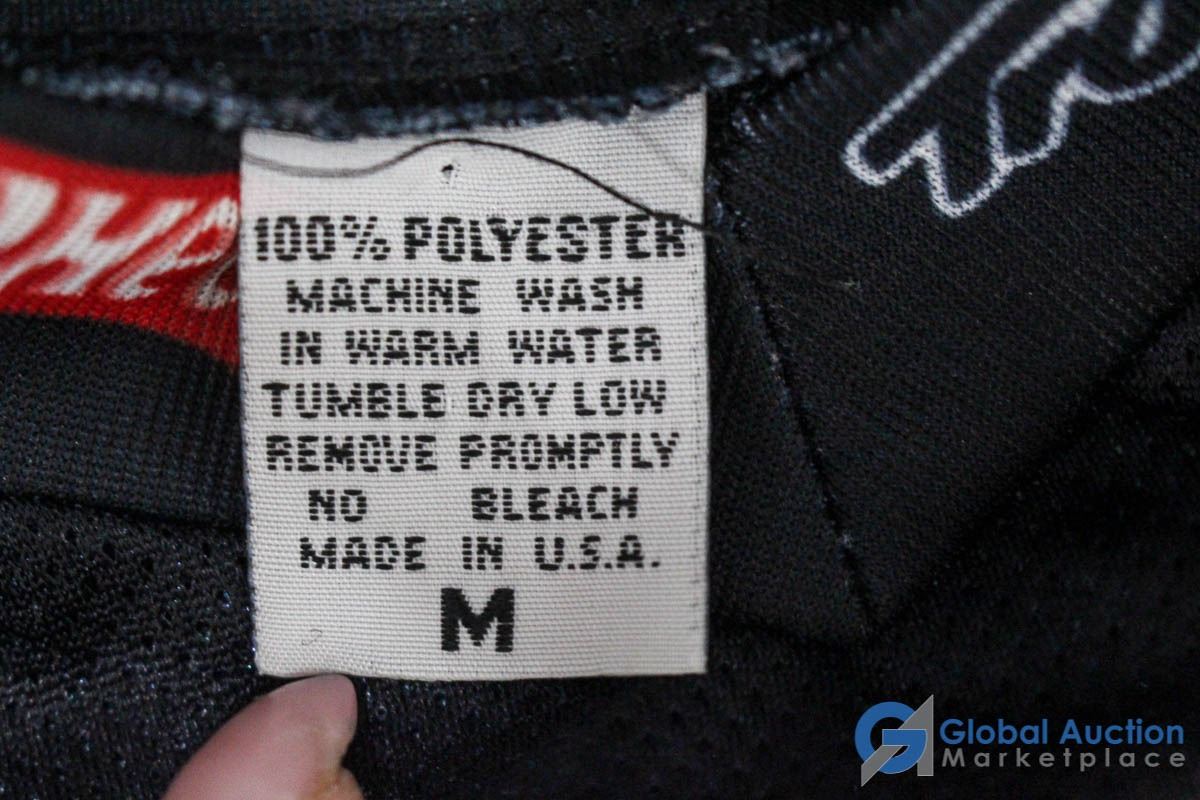 100% POLYESTER
MACHINE WASH
IN WARM WATER
TUMBLE DRY LOW
REMOVE PROMPTLY
NO BLEACH
MADE IN U.S.A.
M
Global Auction
Marketplace